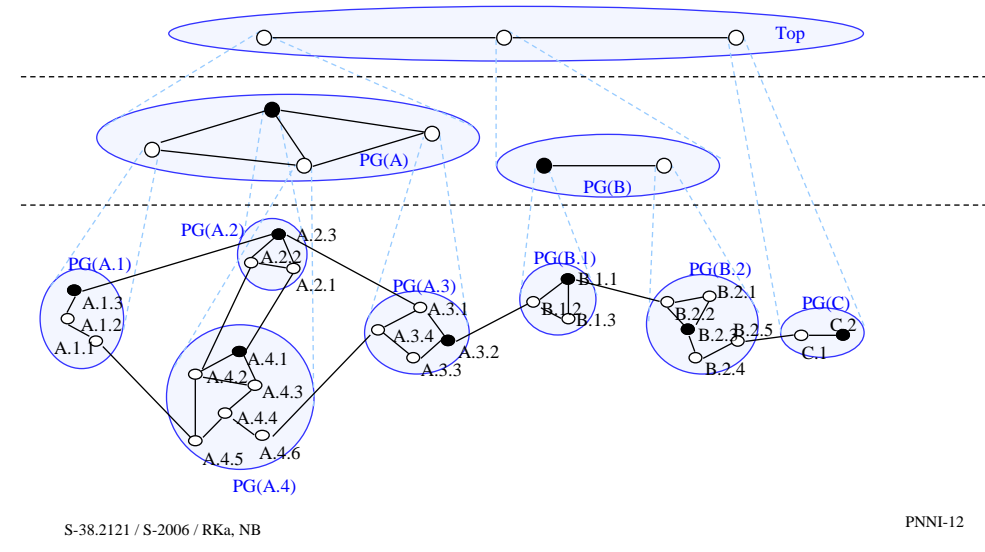 Top
PG(A)
PG(B)
PG(A.2)
A.2.3
A.2.2
A.2.1
PG(A.1)
A.1.3
A.1.2
A.1.1
PG(A.3)
A.3.1
A.3.4
A.3.2
A.3.3
PG(B.1)
B.1.1
B.1.2
B.1.3
PG(B.2)
B.2.1
B.2.2
B.2.3
B.2.5
B.2.4
PG(C)
C.2
C.1
A.4.1
A.4.2
A.4.3
A.4.4
A.4.5
A.4.6
PG(A.4)
S-38.2121 / S-2006 / RKa, NB
PNNI-12